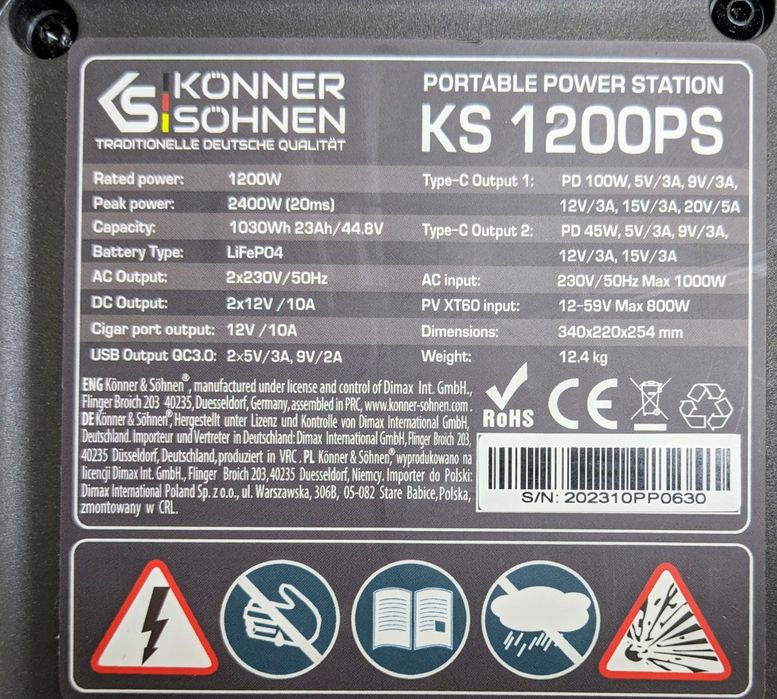 KÖNNER
SÖHNEN
TRADITIONELLE DEUTSCHE QUALITÄT
PORTABLE POWER STATION
KS 1200PS
Rated power: 1200W
Peak power: 2400W (20ms)
Capacity: 1030Wh 23Ah/44.8V
Battery Type: LiFePO4
AC Output: 2x230V/50Hz
DC Output: 2x12V /10A
Cigar port output: 12V /10A
USB Output QC3.0: 2×5V/3A, 9V/2A
Type-C Output 1: PD 100W, 5V/3A, 9V/3A,
12V/3A, 15V/3A, 20V/5A
Type-C Output 2: PD 45W, 5V/3A, 9V/3A,
12V/3A, 15V/3A
AC input: 230V/50Hz Max 1000W
PV XT60 input: 12-59V Max 800W
Dimensions: 340x220x254 mm
Weight: 12.4 kg
ENG Könner & Söhnen®, manufactured under license and control of Dimax Int. GmbH.,
Flinger Broich 203 40235, Duesseldorf, Germany, assembled in PRC, www.konner-sohnen.com .
DE Könner & Söhnen® Hergestellt unter Lizenz und Kontrolle von Dimax International GmbH,
Deutschland. Importeur und Vertreter in Deutschland: Dimax International GmbH, Flinger Broich 203,
40235 Düsseldorf, Deutschland, produziert in VRC. PL Könner & Söhnen® wyprodukowano na
licencji Dimax Int. GmbH., Flinger Broich 203, 40235 Duesseldorf, Niemcy. Importer do Polski:
Dimax International Poland Sp. z o.o., ul. Warszawska, 306B, 05-082 Stare Babice, Polska,
zmontowany w CRL.
RoHS
CE
S/N: 202310PP0630